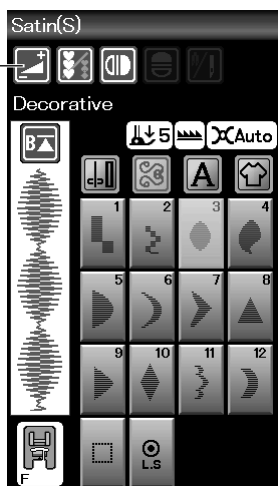 Satin(S)
Decorative
B
5
Auto
A
1 2 3 4
5 6 7 8
9 10 11 12
F
L.S